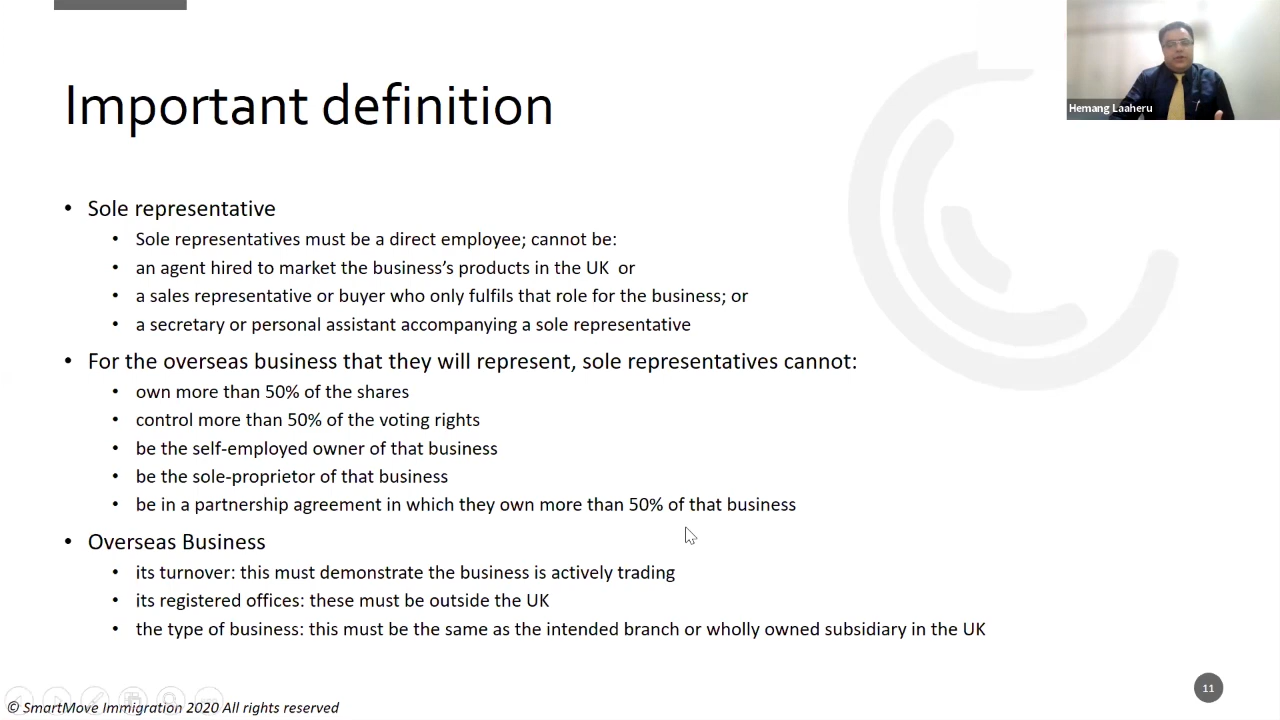 Hemang Laaheru
Important definition
• Sole representative
• Sole representatives must be a direct employee; cannot be:
• an agent hired to market the business’s products in the UK  or
• a sales representative or buyer who only fulfils that role for the business; or
• a secretary or personal assistant accompanying a sole representative
• For the overseas business that they will represent, sole representatives cannot:
• own more than 50% of the shares
• control more than 50% of the voting rights
• be the self-employed owner of that business
• be the sole-proprietor of that business
• be in a partnership agreement in which they own more than 50% of that business
• Overseas Business
• its turnover: this must demonstrate the business is actively trading
• its registered offices: these must be outside the UK
• the type of business: this must be the same as the intended branch or wholly owned subsidiary in the UK
11
© SmartMove Immigration 2020 All rights reserved